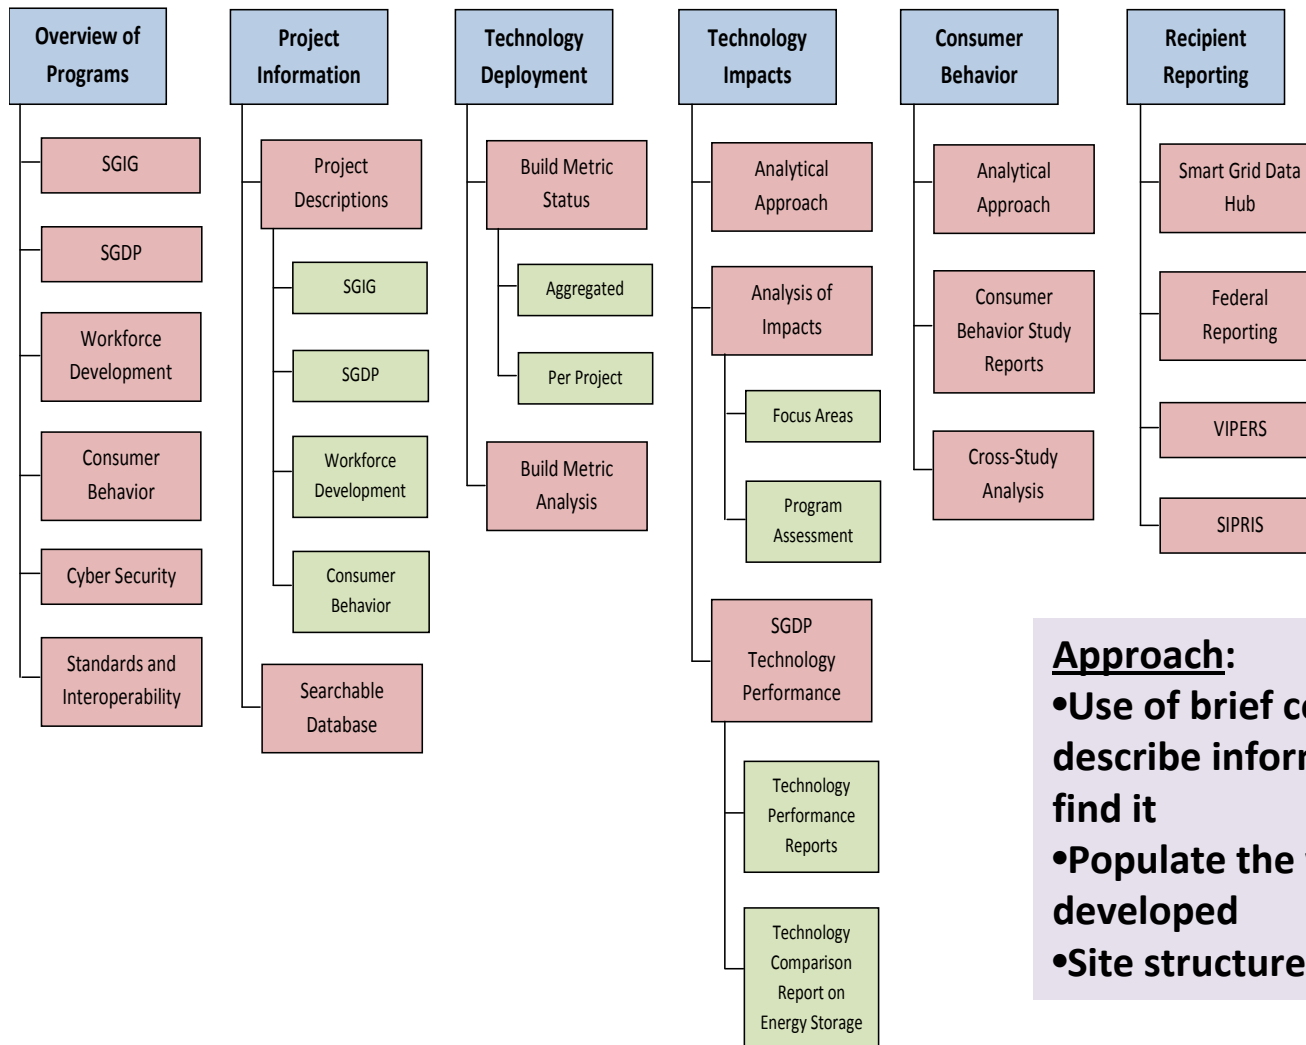 Overview of
Programs
SGIG
SGDP
Workforce
Development
Consumer
Behavior
Cyber Security
Standards and
Interoperability
Project
Information
Project
Descriptions
SGIG
SGDP
Workforce
Development
Consumer
Behavior
Searchable
Database
Technology
Deployment
Build Metric
Status
Aggregated
Per Project
Build Metric
Analysis
Technology
Impacts
Analytical
Approach
Analysis of
Impacts
Focus Areas
Program
Assessment
SGDP
Technology
Performance
Technology
Performance
Reports
Technology
Comparison
Report on
Energy Storage
Consumer
Behavior
Analytical
Approach
Consumer
Behavior Study
Reports
Cross-Study
Analysis
Recipient
Reporting
Smart Grid Data
Hub
Federal
Reporting
VIPERS
SIPRIS
Approach:
•Use of brief
describe
find it
•Populate the
developed
•Site structure